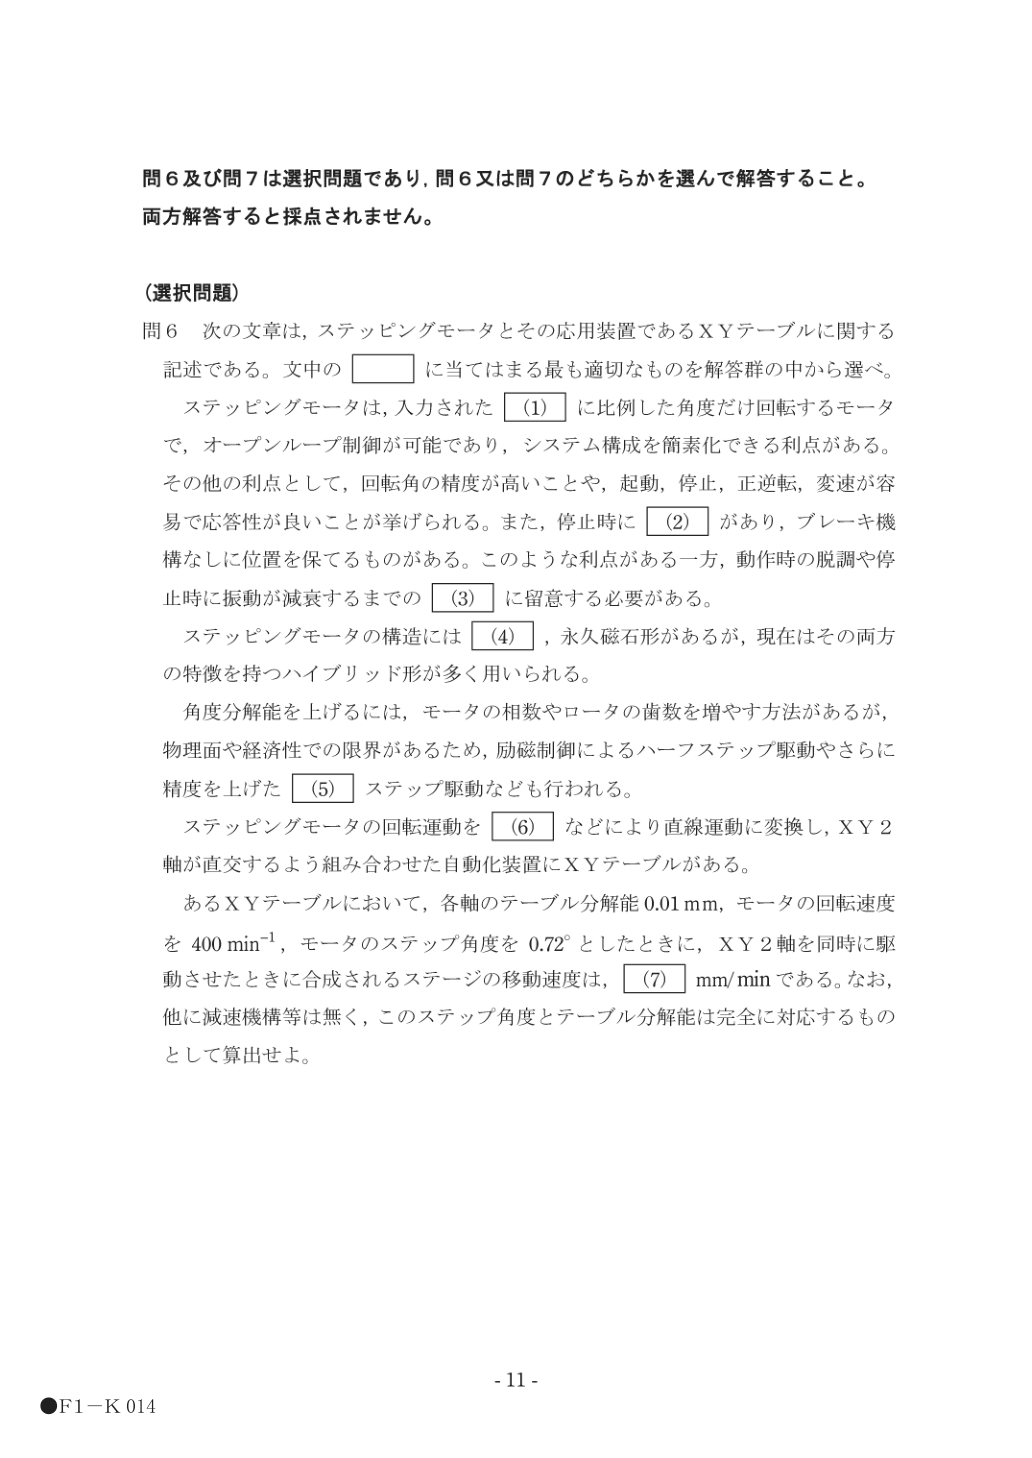 問６及び問７は選択問題であり，問６又は問７のどちらかを選んで解答すること。
両方解答すると採点されません。
（選択問題）
問６　次の文章は，ステッピングモータとその応用装置であるＸＹテーブルに関する
記述である。文中の　　　に当てはまる最も適切なものを解答群の中から選べ。
ステッピングモータは，入力された （1） に比例した角度だけ回転するモータ
で，オープンループ制御が可能であり，システム構成を簡素化できる利点がある。
その他の利点として，回転角の精度が高いことや，起動，停止，正逆転，変速が容
易で応答性が良いことが挙げられる。また，停止時に （2） があり，ブレーキ機
構なしに位置を保てるものがある。このような利点がある一方，動作時の脱調や停
止時に振動が減衰するまでの （3） に留意する必要がある。
ステッピングモータの構造には （4） ，永久磁石形があるが，現在はその両方
の特徴を持つハイブリッド形が多く用いられる。
角度分解能を上げるには，モータの相数やロータの歯数を増やす方法があるが，
物理面や経済性での限界があるため，励磁制御によるハーフステップ駆動やさらに
精度を上げた （5） ステップ駆動なども行われる。
ステッピングモータの回転運動を （6） などにより直線運動に変換し，ＸＹ２
軸が直交するよう組み合わせた自動化装置にＸＹテーブルがある。
あるＸＹテーブルにおいて，各軸のテーブル分解能 0.01 mm，モータの回転速度
を 400 min⁻¹，モータのステップ角度を 0.72° としたときに，ＸＹ２軸を同時に駆
動させたときに合成されるステージの移動速度は， （7） mm/min である。なお，
他に減速機構等は無く，このステップ角度とテーブル分解能は完全に対応するもの
として算出せよ。
- 11 -
●F1－K 014